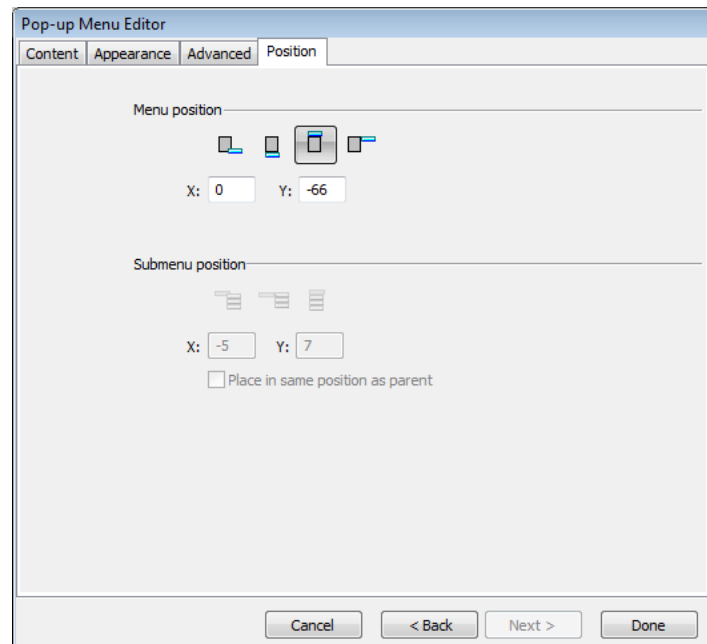 Pop-up Menu Editor
Content Appearance Advanced Position
Menu position
X: 0 Y: -66
Submenu position
X: -5 Y: 7
Place in same position as parent
Cancel < Back Next > Done